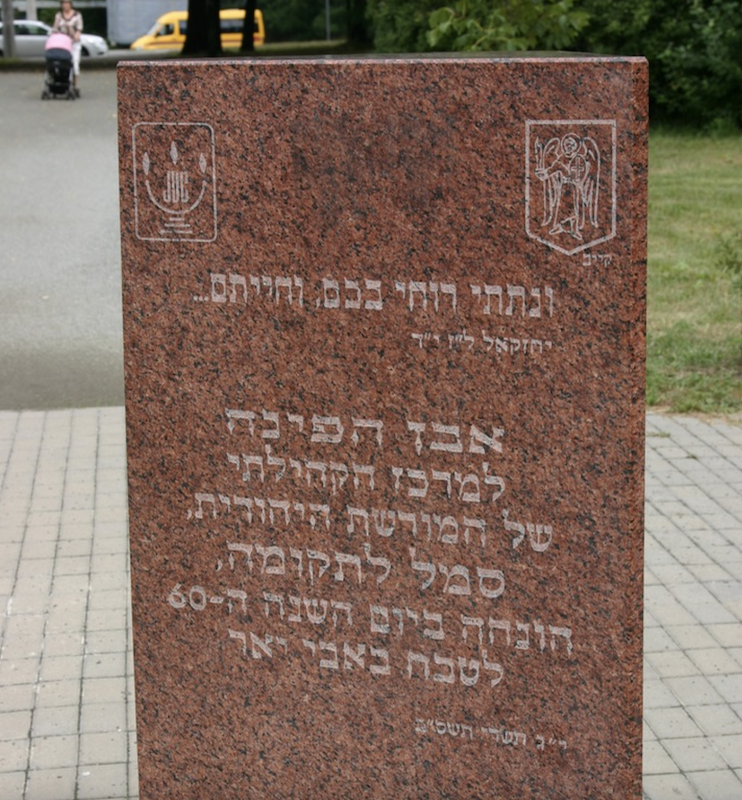 JUC
קייב
ונתתי רוחי בכם, וחייתם...
יחזקאל ל"ז י"ד
אבן הפינה
למרכז הקהילתי
של המורשת היהודית,
סמל לתקומה,
הונחה ביום השנה ה-60
לטבח באבי יאר
י"ג תשרי תשס"ב